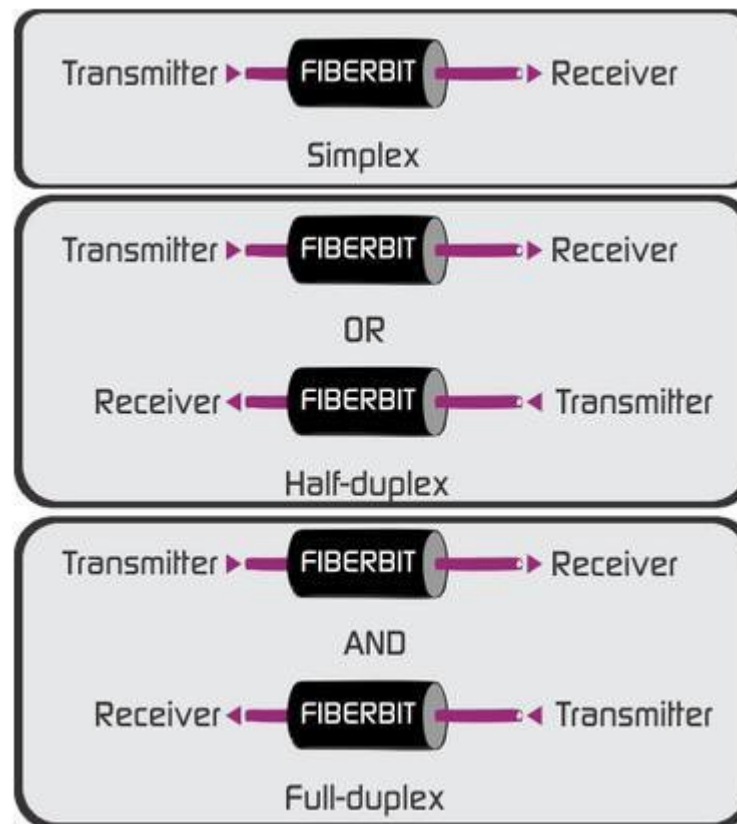 Transmitter FIBERBIT Receiver
Simplex
Transmitter FIBERBIT Receiver
OR
Receiver FIBERBIT Transmitter
Half-duplex
Transmitter FIBERBIT Receiver
AND
Receiver FIBERBIT Transmitter
Full-duplex